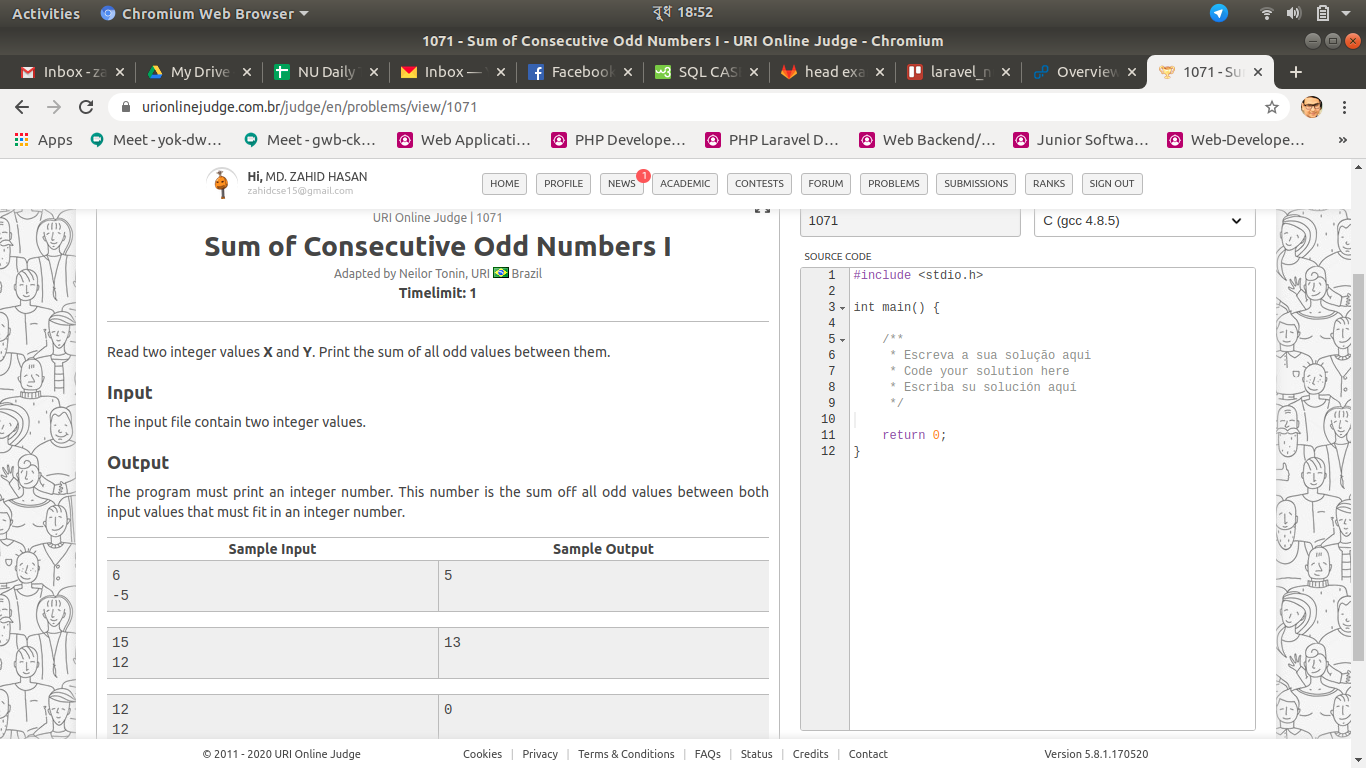 Activities Chromium Web Browser বুধ 18:52
1071 - Sum of Consecutive Odd Numbers I - URI Online Judge - Chromium
Inbox - za My Drive NU Daily Inbox — Facebook SQL CAS head exa laravel_n Overview 1071 - Su
urionlinejudge.com.br/judge/en/problems/view/1071
Apps Meet - yok-dw… Meet - gwb-ck… Web Applicati… PHP Develope… PHP Laravel D… Web Backend/… Junior Softwa… Web-Develope… »
Hi, MD. ZAHID HASAN
zahidcse15@gmail.com
HOME PROFILE NEWS 1 ACADEMIC CONTESTS FORUM PROBLEMS SUBMISSIONS RANKS SIGN OUT
URI Online Judge | 1071
Sum of Consecutive Odd Numbers I
Adapted by Neilor Tonin, URI Brazil
Timelimit: 1
Read two integer values X and Y. Print the sum of all odd values between them.
Input
The input file contain two integer values.
Output
The program must print an integer number. This number is the sum off all odd values between both
input values that must fit in an integer number.
Sample Input Sample Output
6 5
-5
15 13
12
12 0
12
1071 C (gcc 4.8.5)
SOURCE CODE
1 #include <stdio.h>
2
3 int main() {
4
5 /**
6 * Escreva a sua solução aqui
7 * Code your solution here
8 * Escriba su solución aquí
9 */
10
11 return 0;
12 }
© 2011 - 2020 URI Online Judge Cookies | Privacy | Terms & Conditions | FAQs | Status | Credits | Contact Version 5.8.1.170520